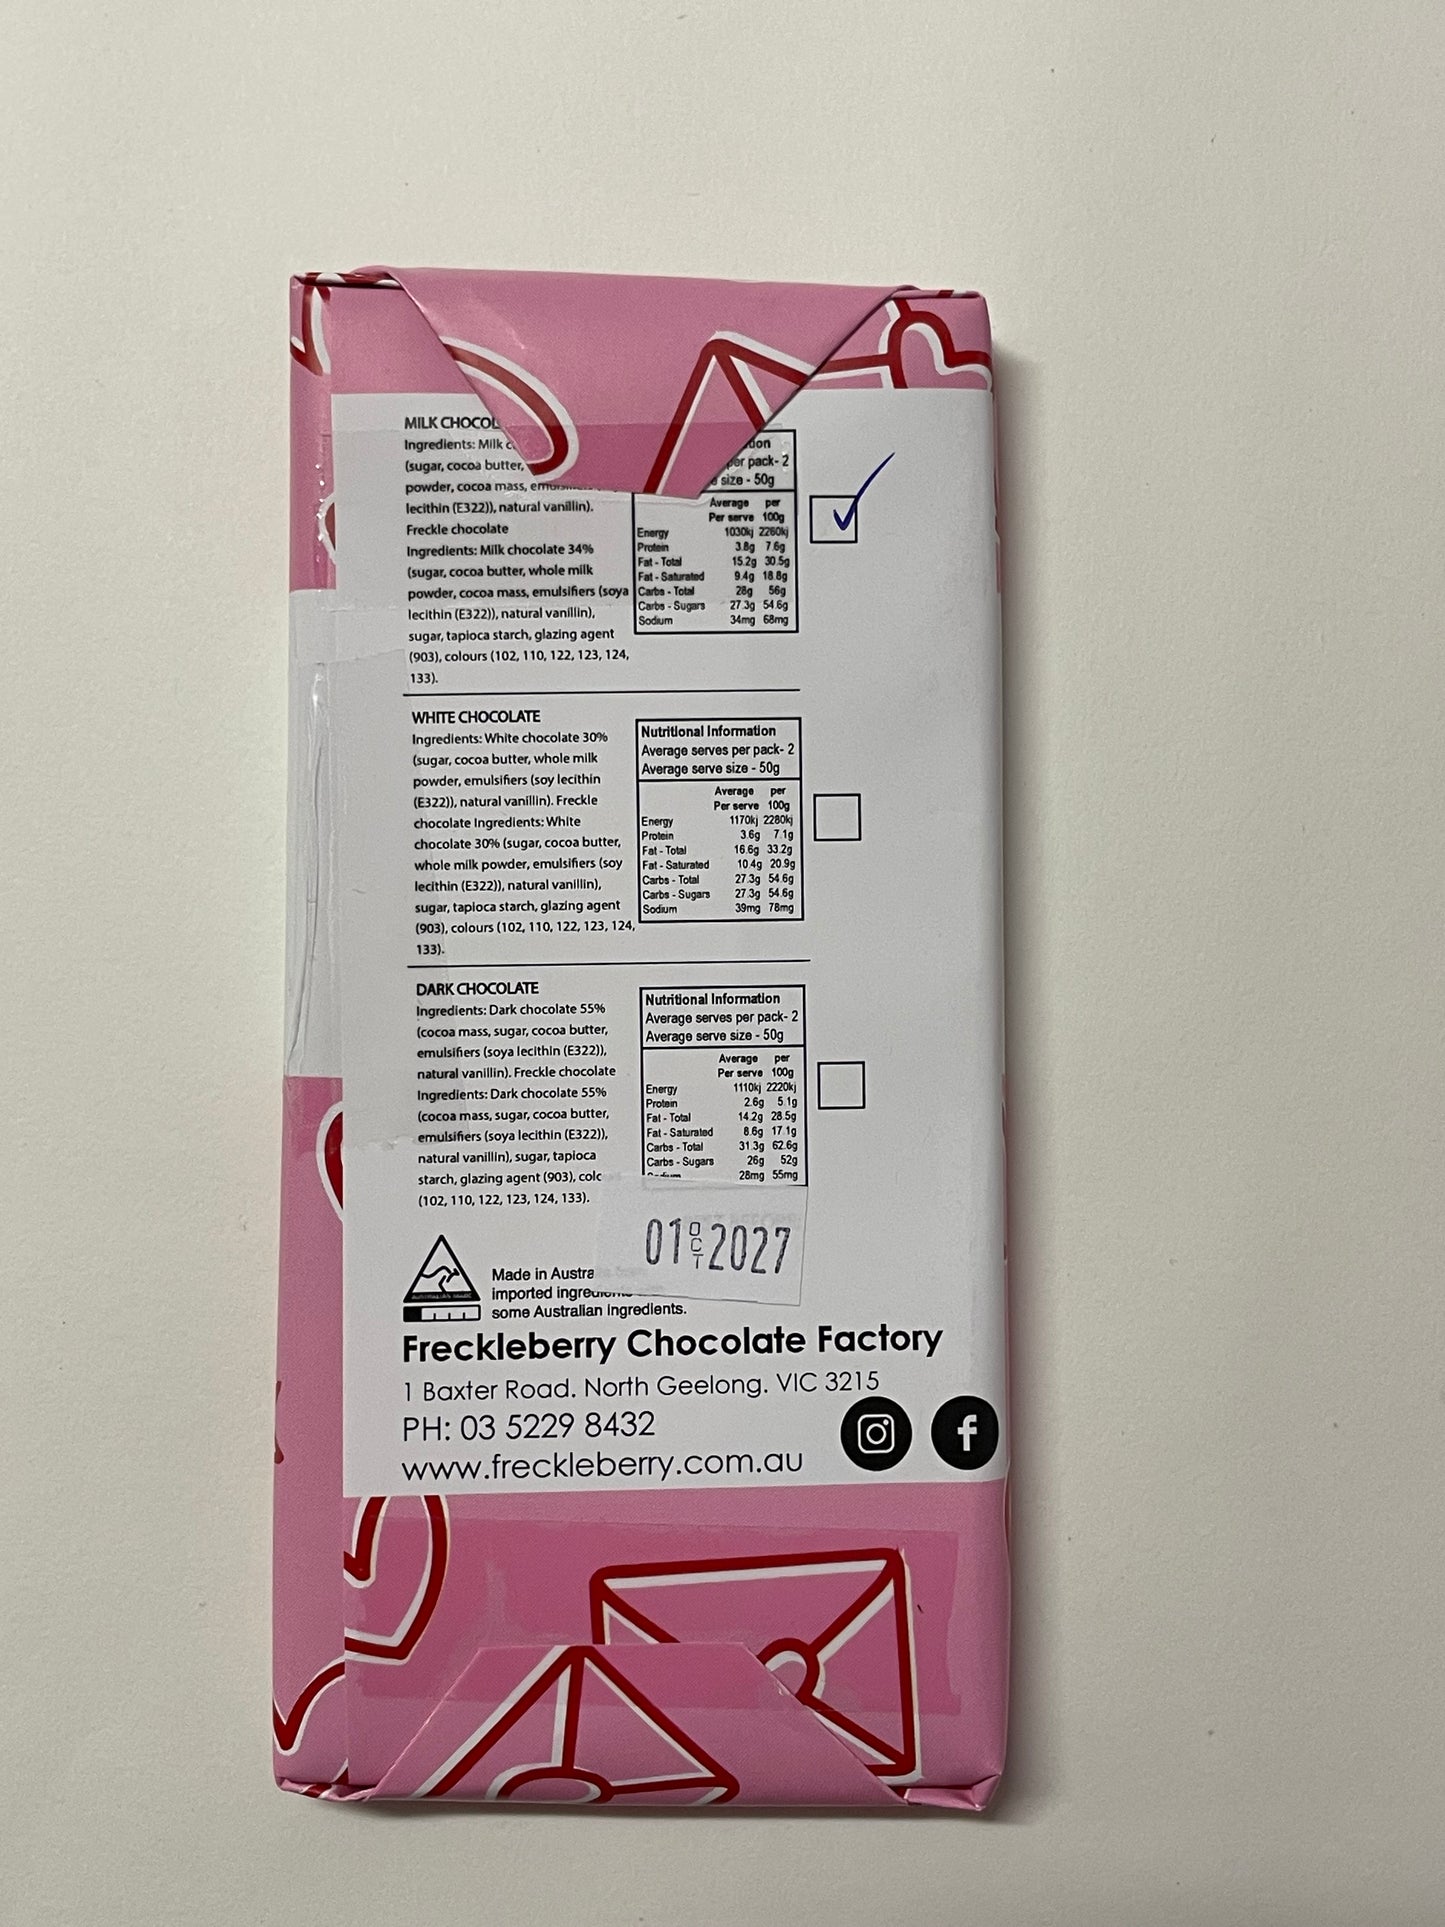 MILK CHOCOL
Ingredients: Milk
(sugar, cocoa butter,
powder, cocoa mass,
lecithin (E322)), natural vanillin).
Freckle chocolate
Ingredients: Milk chocolate 34%
(sugar, cocoa butter, whole milk
powder, cocoa mass, emulsifiers (soya
lecithin (E322)), natural vanillin),
sugar, tapioca starch, glazing agent
(903), colours (102, 110, 122, 123, 124,
133).
per pack- 2
size - 50g
Average per
Per serve 100g
Energy 1030kj 2260kj
Protein 3.8g 7.6g
Fat - Total 15.2g 30.5g
Fat - Saturated 9.4g 18.8g
Carbs - Total 28g 56g
Carbs - Sugars 27.3g 54.6g
Sodium 34mg 68mg
WHITE CHOCOLATE
Ingredients: White chocolate 30%
(sugar, cocoa butter, whole milk
powder, emulsifiers (soy lecithin
(E322)), natural vanillin). Freckle
chocolate Ingredients: White
chocolate 30% (sugar, cocoa butter,
whole milk powder, emulsifiers (soy
lecithin (E322)), natural vanillin),
sugar, tapioca starch, glazing agent
(903), colours (102, 110, 122, 123, 124,
133).
Nutritional Information
Average serves per pack- 2
Average serve size - 50g
Average per
Per serve 100g
Energy 1170kj 2280kj
Protein 3.6g 7.1g
Fat - Total 16.6g 33.2g
Fat - Saturated 10.4g 20.9g
Carbs - Total 27.3g 54.6g
Carbs - Sugars 27.3g 54.6g
Sodium 39mg 78mg
DARK CHOCOLATE
Ingredients: Dark chocolate 55%
(cocoa mass, sugar, cocoa butter,
emulsifiers (soya lecithin (E322)),
natural vanillin). Freckle chocolate
Ingredients: Dark chocolate 55%
(cocoa mass, sugar, cocoa butter,
emulsifiers (soya lecithin (E322)),
natural vanillin), sugar, tapioca
starch, glazing agent (903), colo
(102, 110, 122, 123, 124, 133).
Nutritional Information
Average serves per pack- 2
Average serve size - 50g
Average per
Per serve 100g
Energy 1110kj 2220kj
Protein 2.6g 5.1g
Fat - Total 14.2g 28.5g
Fat - Saturated 8.6g 17.1g
Carbs - Total 31.3g 62.6g
Carbs - Sugars 26g 52g
28mg 55mg
01 OCT 2027
Made in Austra
imported
some Australian ingredients.
Freckleberry Chocolate Factory
1 Baxter Road. North Geelong. VIC 3215
PH: 03 5229 8432
www.freckleberry.com.au